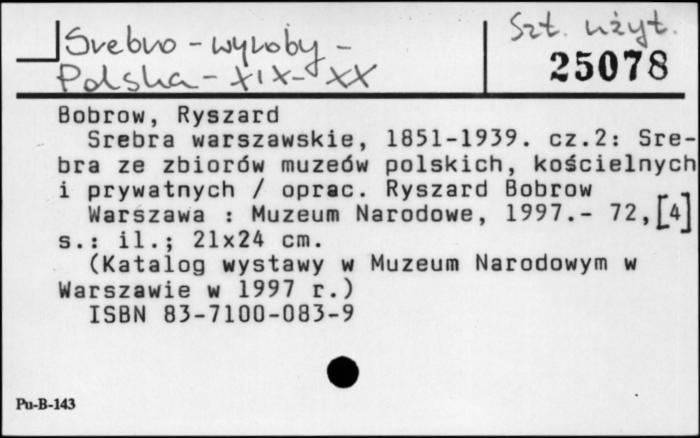 Srebro - wyroby -
Polska - XIX - XX
Szt. użyt.
25078
Bobrow, Ryszard
Srebra warszawskie, 1851-1939. cz.2: Sre-
bra ze zbiorów muzeów polskich, kościelnych
i prywatnych / oprac. Ryszard Bobrow
Warszawa : Muzeum Narodowe, 1997.- 72,[4]
s.: il.; 21x24 cm.
(Katalog wystawy w Muzeum Narodowym w
Warszawie w 1997 r.)
ISBN 83-7100-083-9
Pu-B-143